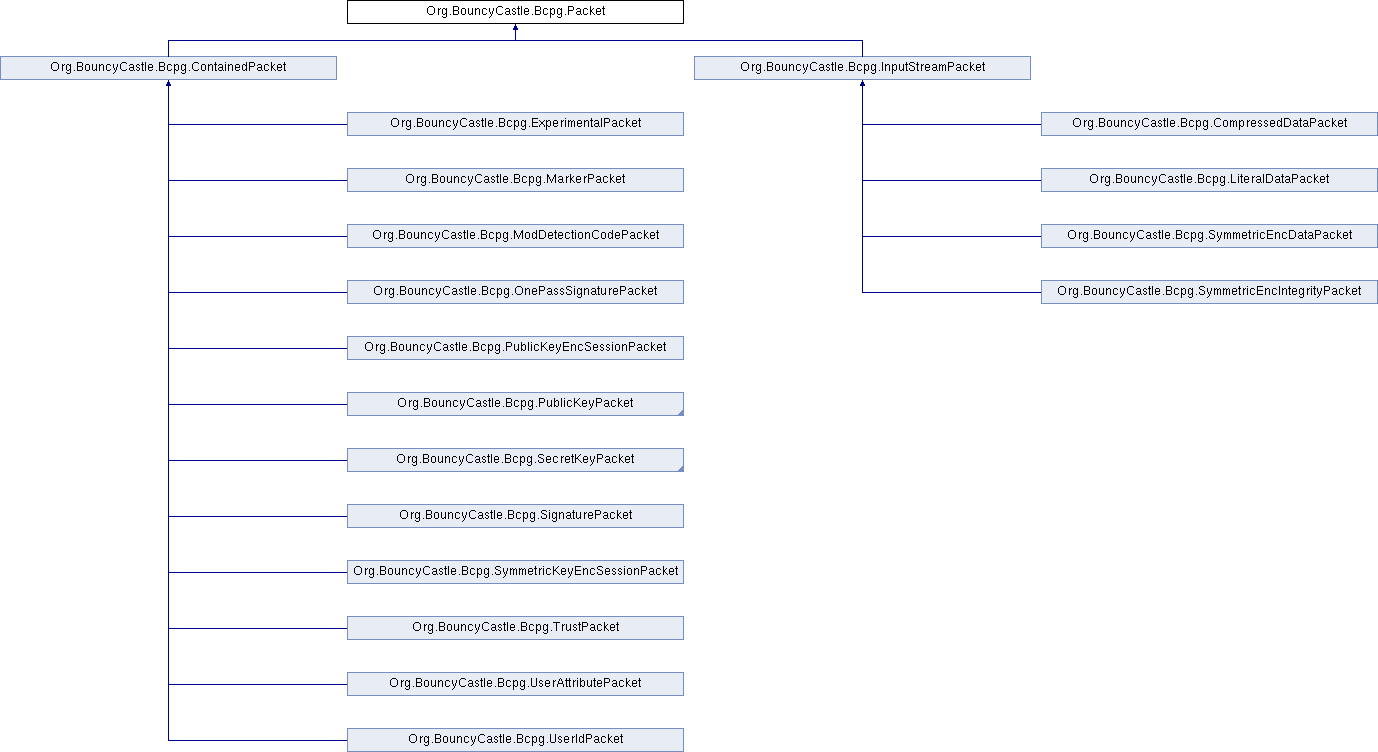 Org.BouncyCastle.Bcpg.Packet
Org.BouncyCastle.Bcpg.ContainedPacket
Org.BouncyCastle.Bcpg.InputStreamPacket
Org.BouncyCastle.Bcpg.ExperimentalPacket
Org.BouncyCastle.Bcpg.CompressedDataPacket
Org.BouncyCastle.Bcpg.MarkerPacket
Org.BouncyCastle.Bcpg.LiteralDataPacket
Org.BouncyCastle.Bcpg.ModDetectionCodePacket
Org.BouncyCastle.Bcpg.SymmetricEncDataPacket
Org.BouncyCastle.Bcpg.OnePassSignaturePacket
Org.BouncyCastle.Bcpg.SymmetricEncIntegrityPacket
Org.BouncyCastle.Bcpg.PublicKeyEncSessionPacket
Org.BouncyCastle.Bcpg.PublicKeyPacket
Org.BouncyCastle.Bcpg.SecretKeyPacket
Org.BouncyCastle.Bcpg.SignaturePacket
Org.BouncyCastle.Bcpg.SymmetricKeyEncSessionPacket
Org.BouncyCastle.Bcpg.TrustPacket
Org.BouncyCastle.Bcpg.UserAttributePacket
Org.BouncyCastle.Bcpg.UserIdPacket